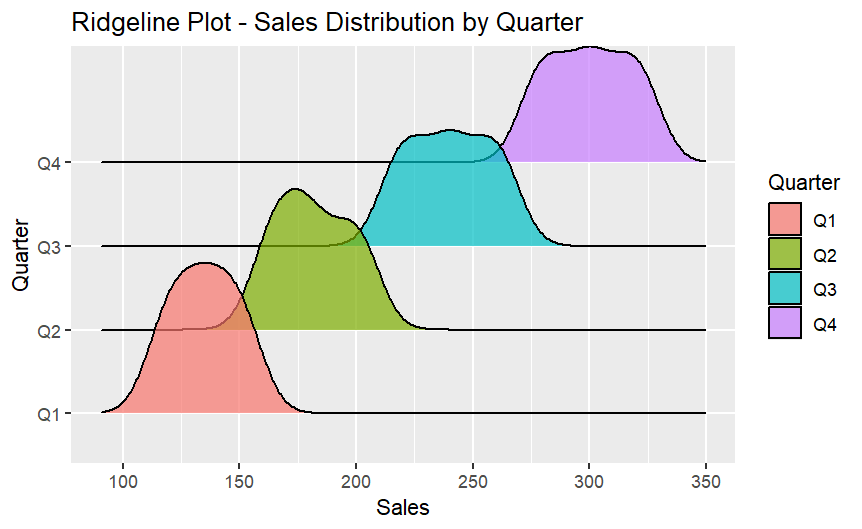 Ridgeline Plot - Sales Distribution by Quarter
Quarter
Q4
Q3
Q2
Q1
100 150 200 250 300 350
Sales
Quarter
Q1
Q2
Q3
Q4